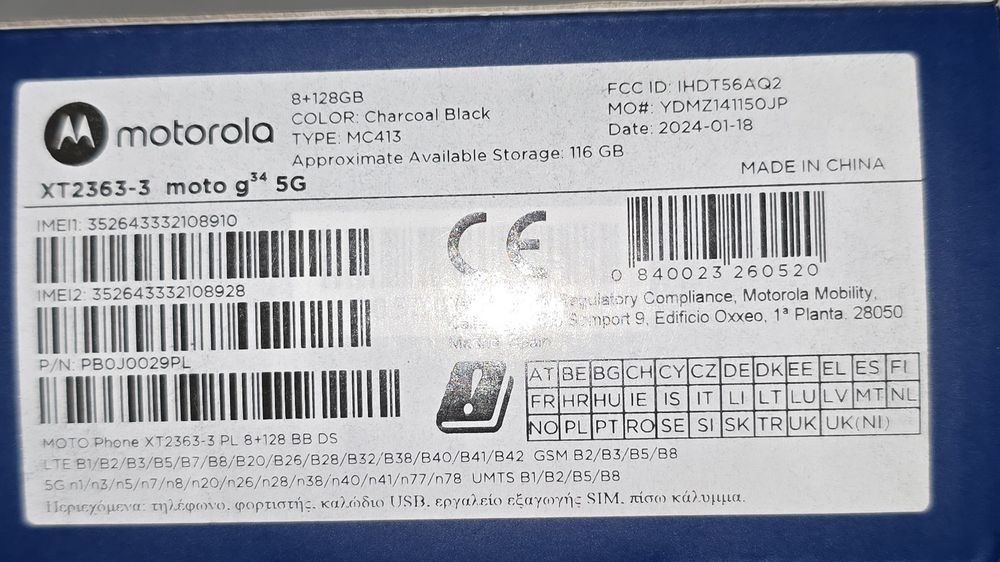 motorola
8+128GB
COLOR: Charcoal Black
TYPE: MC413
Approximate Available Storage: 116 GB
FCC ID: IHDT56AQ2
MO#: YDMZ141150JP
Date: 2024-01-18
MADE IN CHINA
XT2363-3 moto g34 5G
IMEI1: 352643332108910
IMEI2: 352643332108928
P/N: PB0J0029PL
CE
0 840023 260520
Regulatory Compliance, Motorola Mobility,
Somport 9, Edificio Oxxeo, 1ª Planta. 28050
Spain
AT BE BG CH CY CZ DE DK EE EL ES FI
FR HR HU IE IS IT LI LT LU LV MT NL
NO PL PT RO SE SI SK TR UK UK(NI)
MOTO Phone XT2363-3 PL 8+128 BB DS
LTE B1/B2/B3/B5/B7/B8/B20/B26/B28/B32/B38/B40/B41/B42 GSM B2/B3/B5/B8
5G n1/n3/n5/n7/n8/n20/n26/n28/n38/n40/n41/n77/n78 UMTS B1/B2/B5/B8
Περιεχόμενα: τηλέφωνο, φορτιστής, καλώδιο USB, εργαλείο εξαγωγής SIM, πίσω κάλυμμα.